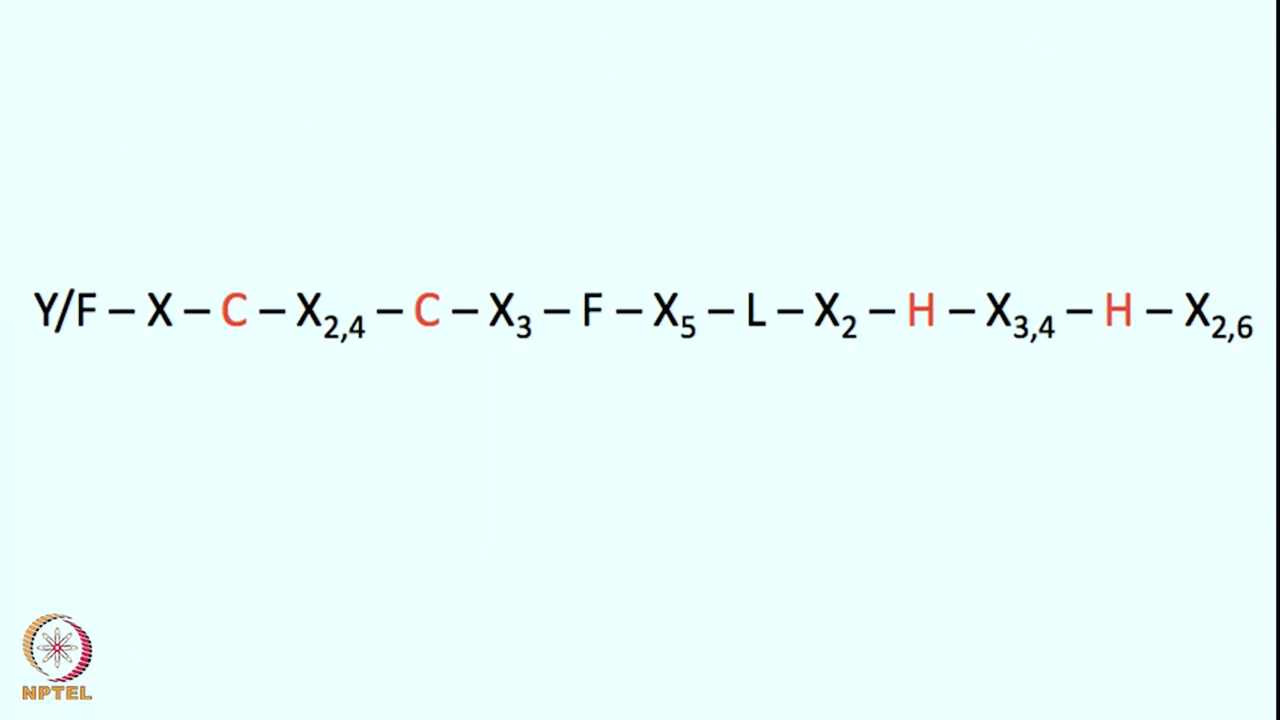 Y/F – X – C – X₂,₄ – C – X₃ – F – X₅ – L – X₂ – H – X₃,₄ – H – X₂,₆
NPTEL